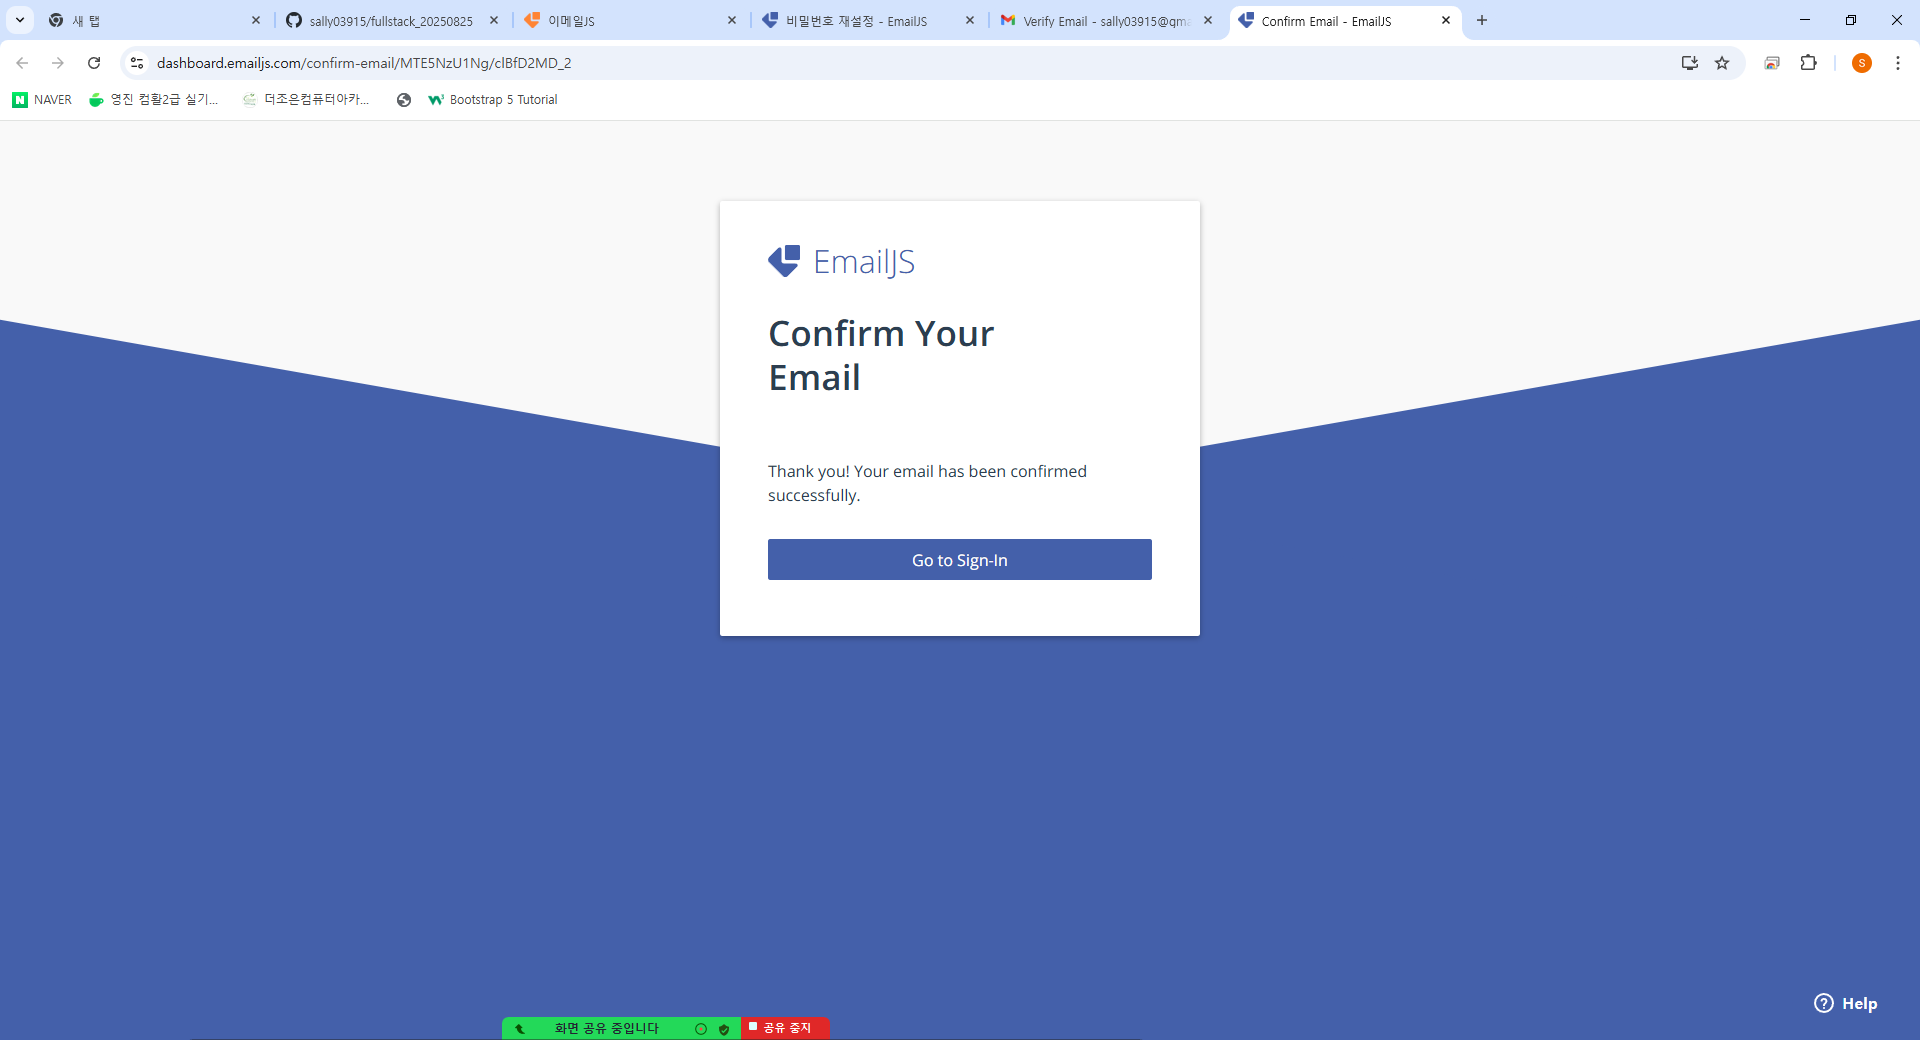 새 탭
sally03915/fullstack_20250825
이메일JS
비밀번호 재설정 - EmailJS
Verify Email - sally03915@gma
Confirm Email - EmailJS
dashboard.emailjs.com/confirm-email/MTE5NzU1Ng/clBfD2MD_2
S
NAVER
영진 컴활2급 실기...
더조은컴퓨터아카...
Bootstrap 5 Tutorial
EmailJS
Confirm Your
Email
Thank you! Your email has been confirmed
successfully.
Go to Sign-In
Help
화면 공유 중입니다
공유 중지